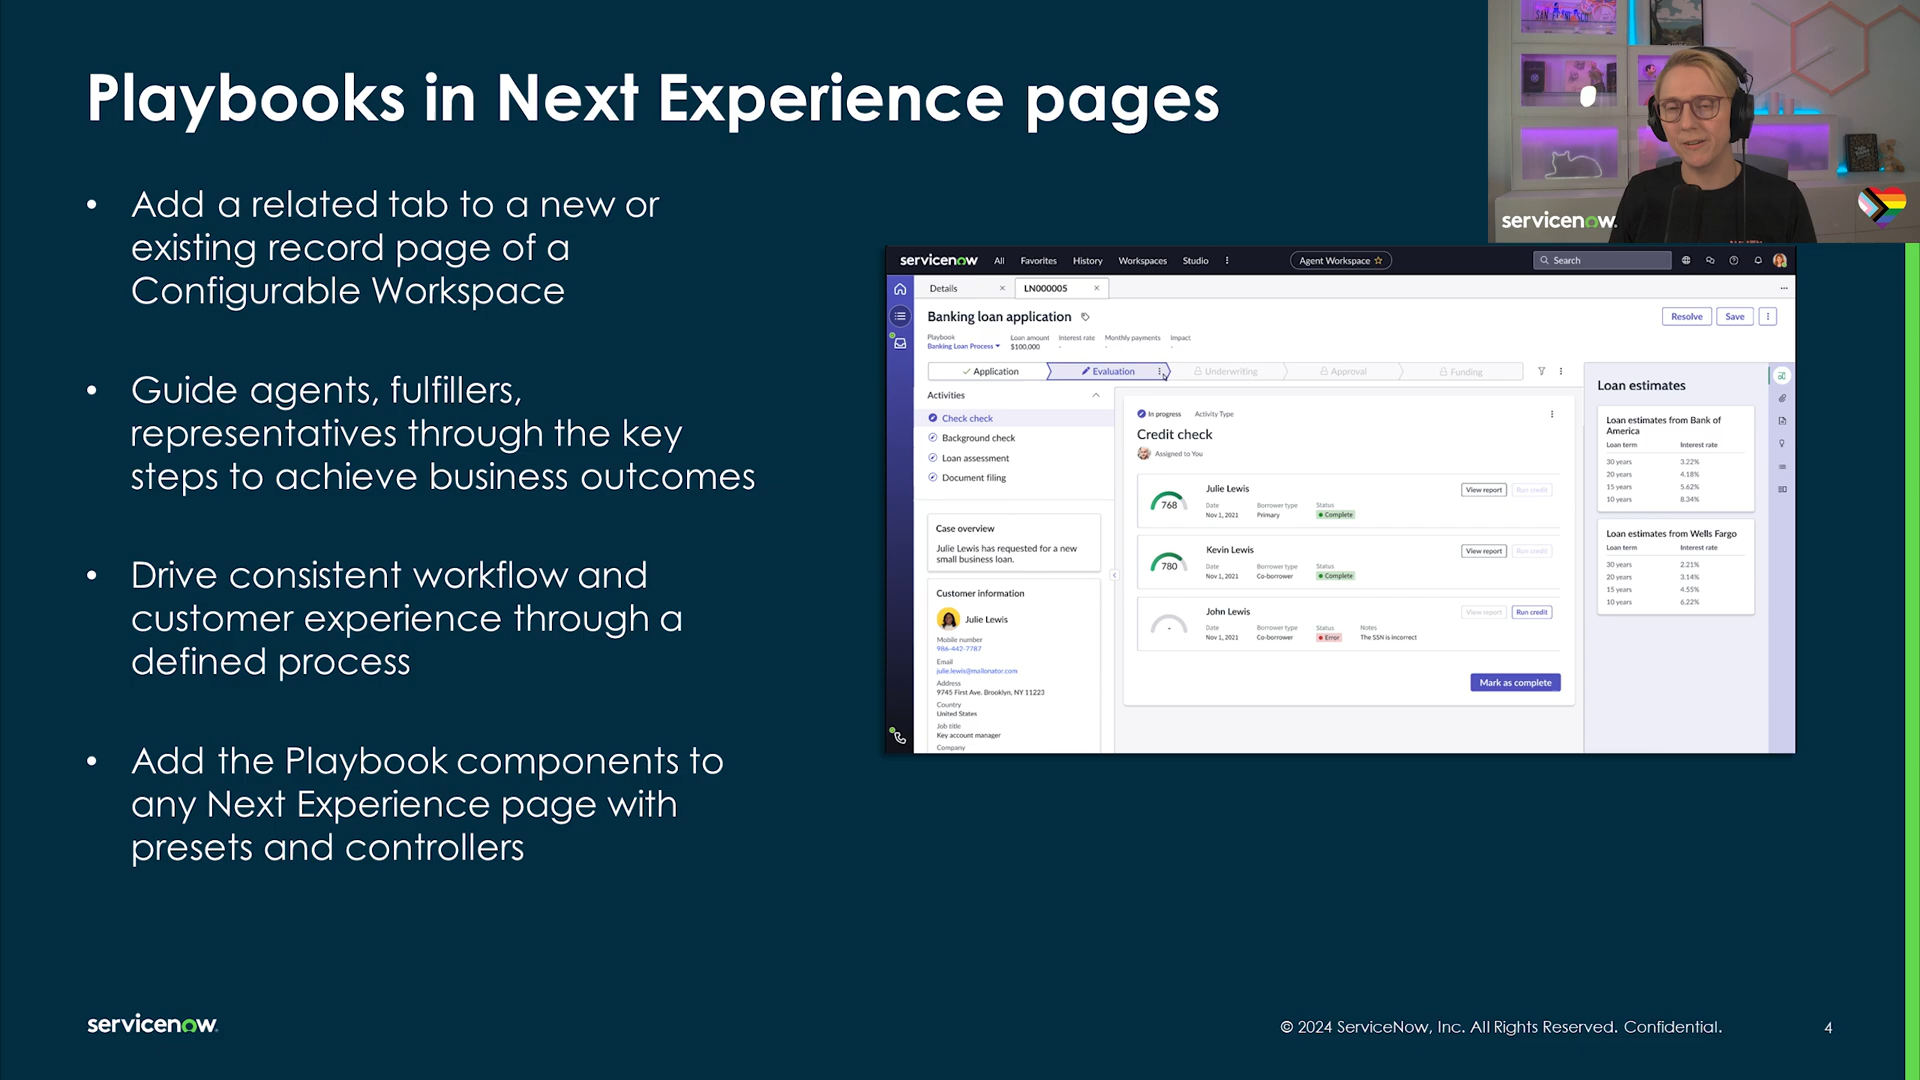 Playbooks in Next Experience pages
• Add a related tab to a new or
existing record page of a
Configurable Workspace
• Guide agents, fulfillers,
representatives through the key
steps to achieve business outcomes
• Drive consistent workflow and
customer experience through a
defined process
• Add the Playbook components to
any Next Experience page with
presets and controllers
SAN FRANCISCO
servicenow.
servicenow All Favorites History Workspaces Studio Agent Workspace Search
Details LN000005
Banking loan application Resolve Save
Playbook Loan amount Interest rate Monthly payments Impact
Banking Loan Process $100,000 - - -
Application Evaluation Underwriting Approval Funding
Activities
Check check
Background check
Loan assessment
Document filing
Case overview
Julie Lewis has requested for a new
small business loan.
Customer information
Julie Lewis
Mobile number
986-442-7787
Email
julie.lewis@mailonator.com
Address
9745 First Ave. Brooklyn, NY 11223
Country
United States
Job title
Key account manager
Company
In progress Activity Type
Credit check
Assigned to You
768
Julie Lewis View report Run credit
Date Borrower type Status
Nov 1, 2021 Primary Complete
780
Kevin Lewis View report Run credit
Date Borrower type Status
Nov 1, 2021 Co-borrower Complete
-
John Lewis View report Run credit
Date Borrower type Status Notes
Nov 1, 2021 Co-borrower Error The SSN is incorrect
Mark as complete
Loan estimates
Loan estimates from Bank of
America
Loan term Interest rate
30 years 3.22%
20 years 4.18%
15 years 5.62%
10 years 8.34%
Loan estimates from Wells Fargo
Loan term Interest rate
30 years 2.21%
20 years 3.14%
15 years 4.55%
10 years 6.22%
servicenow.
© 2024 ServiceNow, Inc. All Rights Reserved. Confidential.
4